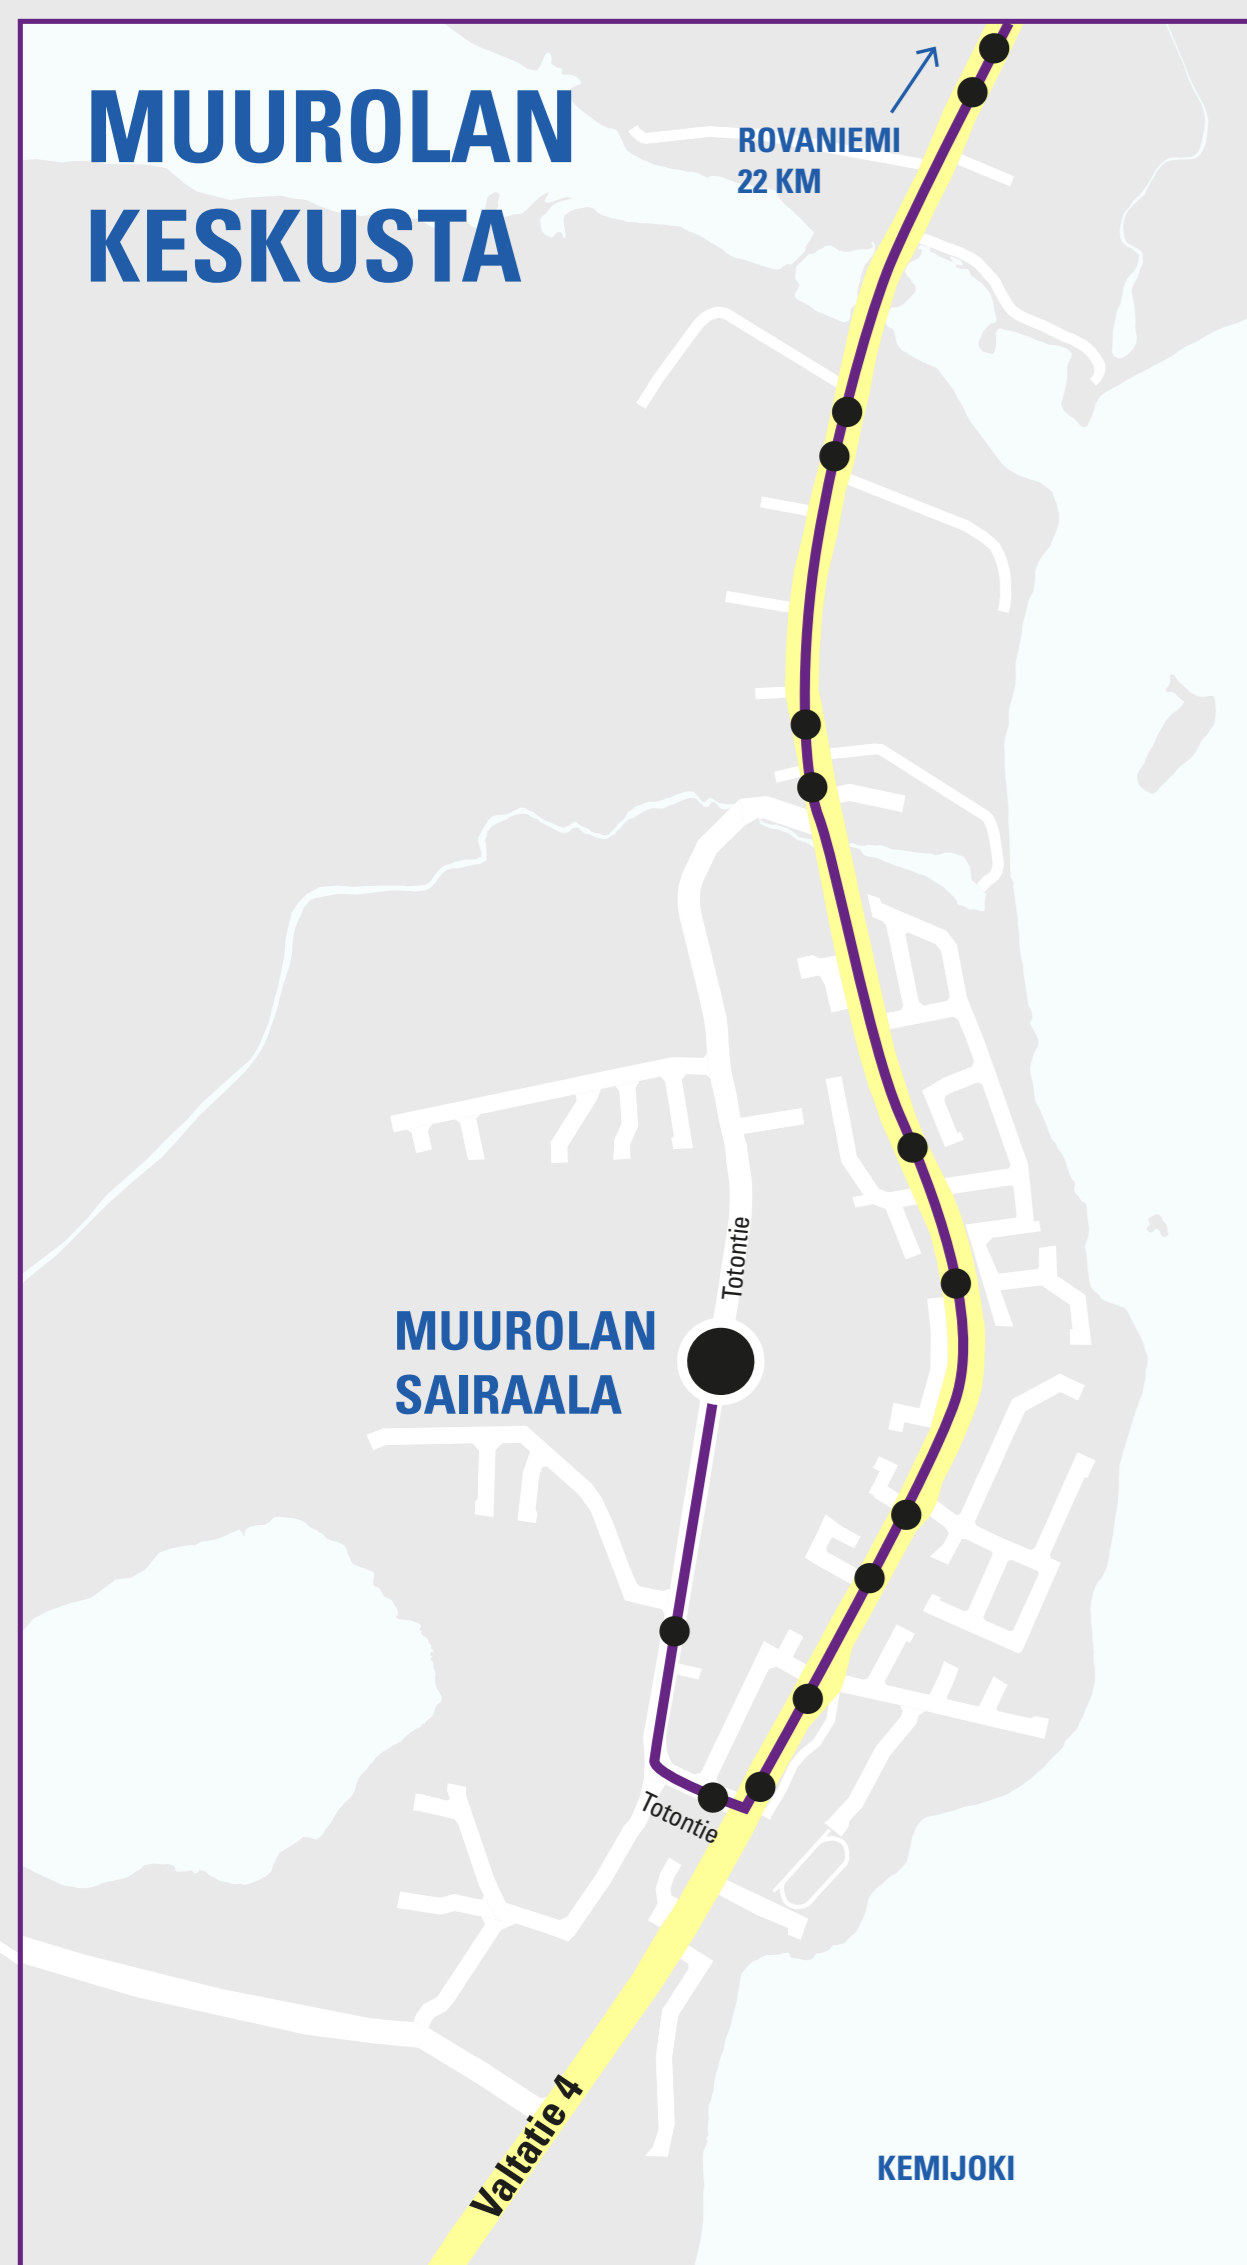 MUUROLAN
KESKUSTA
ROVANIEMI
22 KM
Totontie
MUUROLAN
SAIRAALA
Totontie
Valtatie 4
KEMIJOKI